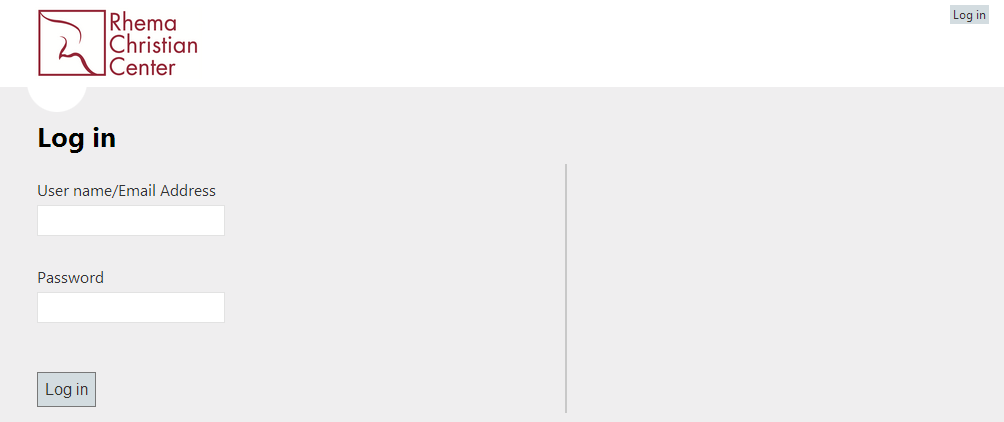 Rhema
Christian
Center
Log in
Log in
User name/Email Address
Password
Log in